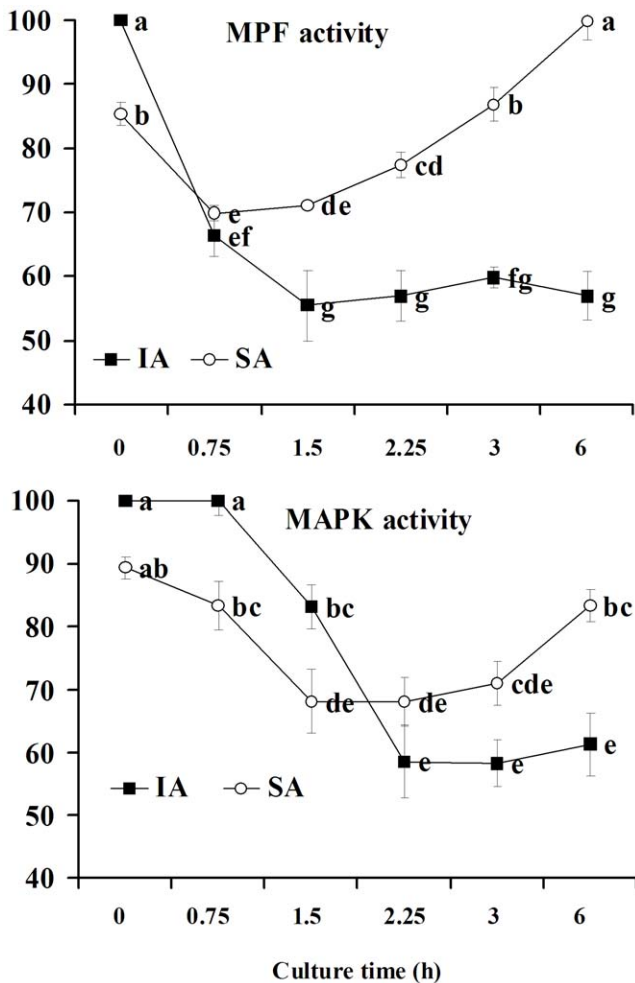 MPF activity
100
90
80
70
60
50
40
a
b
e
ef
de
g
cd
g
b
fg
a
g
IA SA
0 0.75 1.5 2.25 3 6
MAPK activity
100
90
80
70
60
50
40
a
ab
a
bc
bc
de
de
e
cde
e
bc
e
IA SA
0 0.75 1.5 2.25 3 6
Culture time (h)